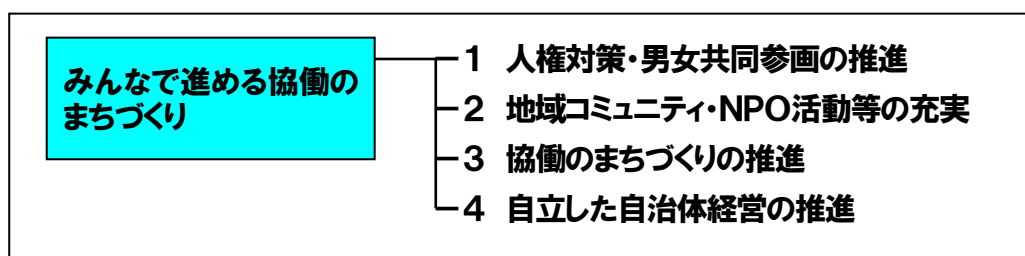 みんなで進める協働の
まちづくり
1 人権対策・男女共同参画の推進
2 地域コミュニティ・NPO活動等の充実
3 協働のまちづくりの推進
4 自立した自治体経営の推進